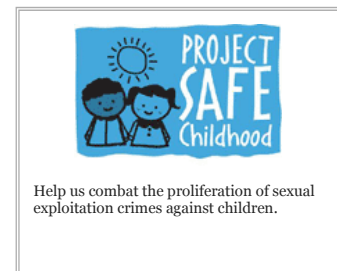 PROJECT
SAFE
Childhood
Help us combat the proliferation of sexual
exploitation crimes against children.